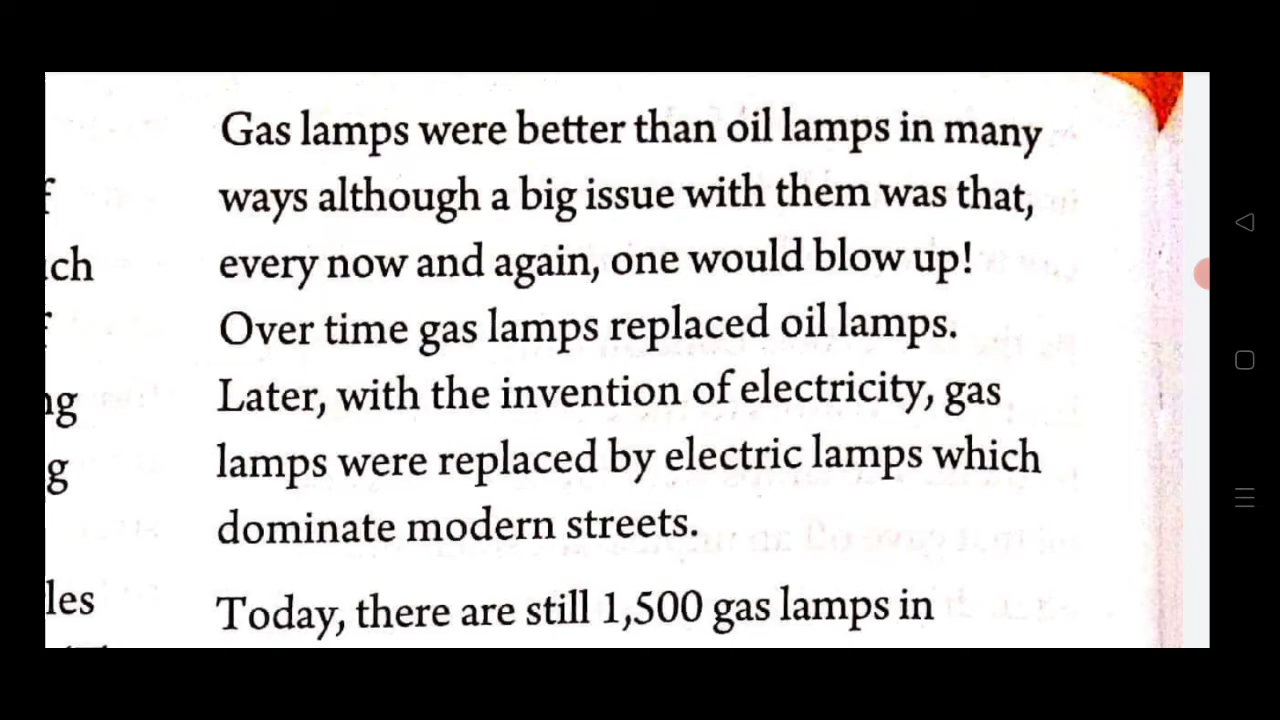 Gas lamps were better than oil lamps in many
ways although a big issue with them was that,
every now and again, one would blow up!
Over time gas lamps replaced oil lamps.
Later, with the invention of electricity, gas
lamps were replaced by electric lamps which
dominate modern streets.
Today, there are still 1,500 gas lamps in